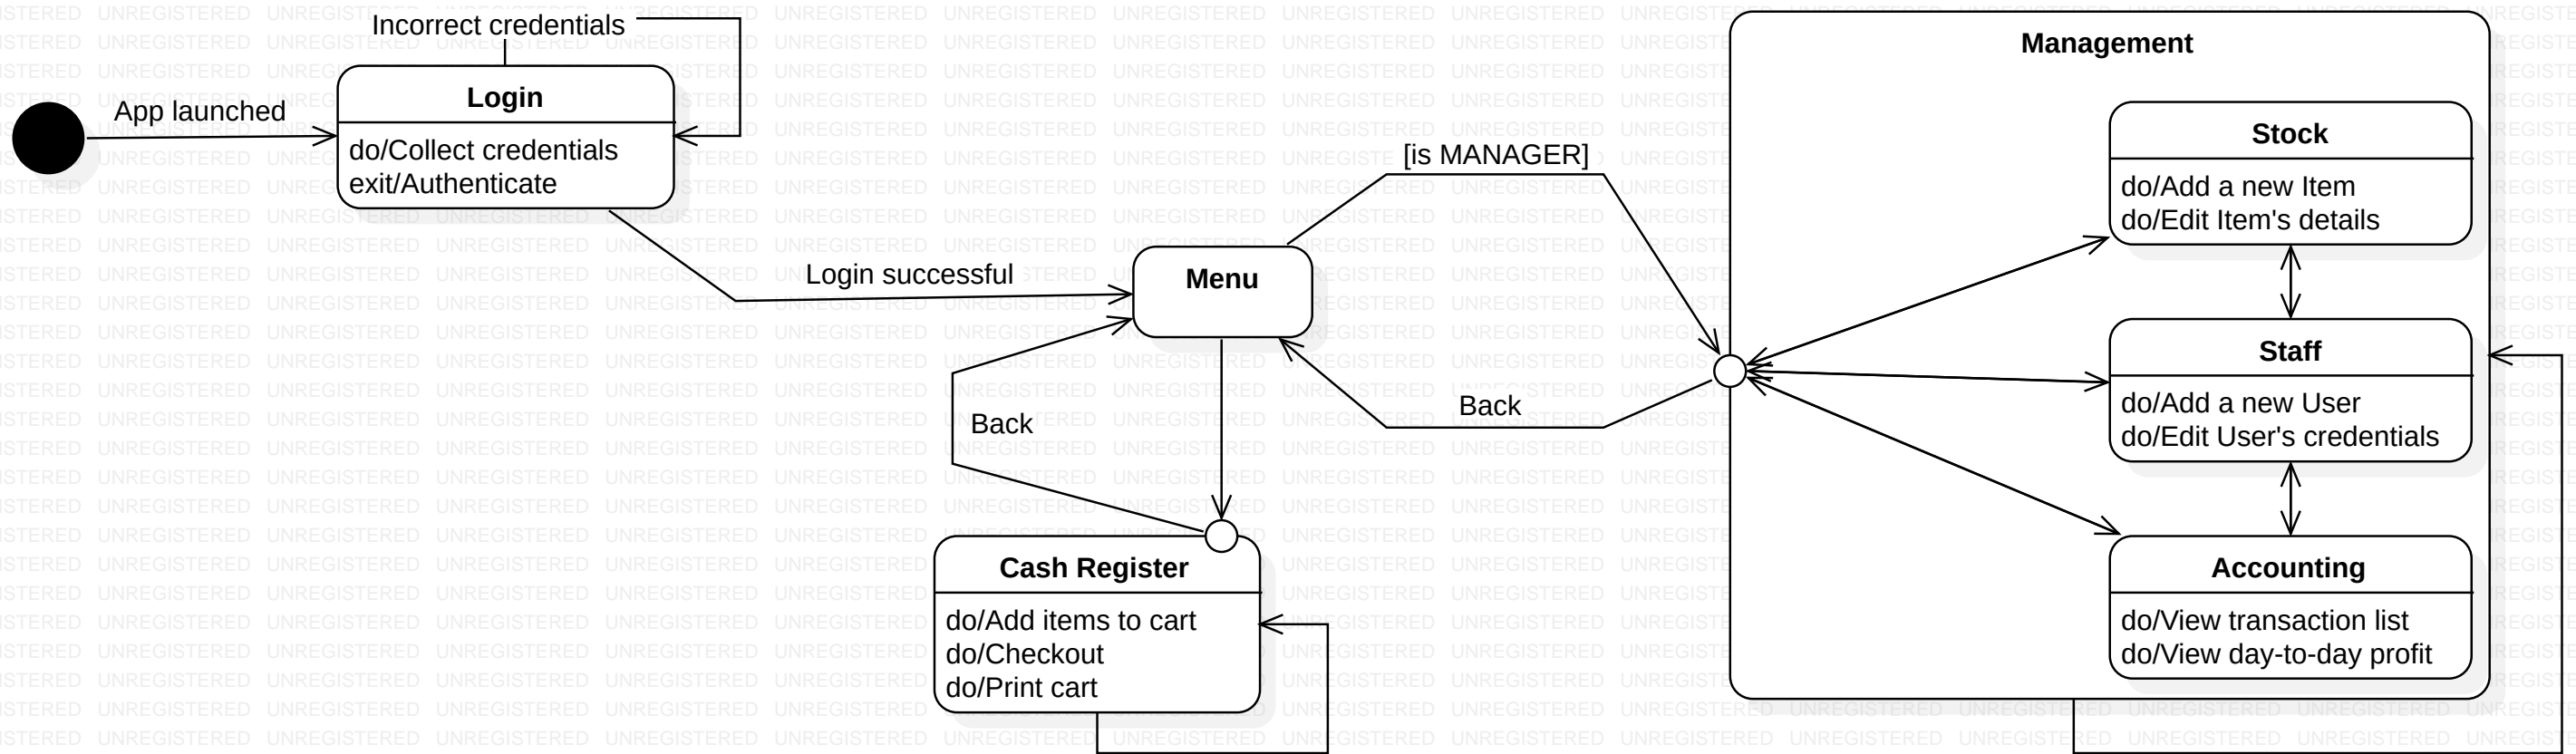 Incorrect credentials
App launched
Login
do/Collect credentials
exit/Authenticate
Login successful
Menu
[is MANAGER]
Back
Back
Cash Register
do/Add items to cart
do/Checkout
do/Print cart
Management
Stock
do/Add a new Item
do/Edit Item's details
Staff
do/Add a new User
do/Edit User's credentials
Accounting
do/View transaction list
do/View day-to-day profit
UNREGISTERED